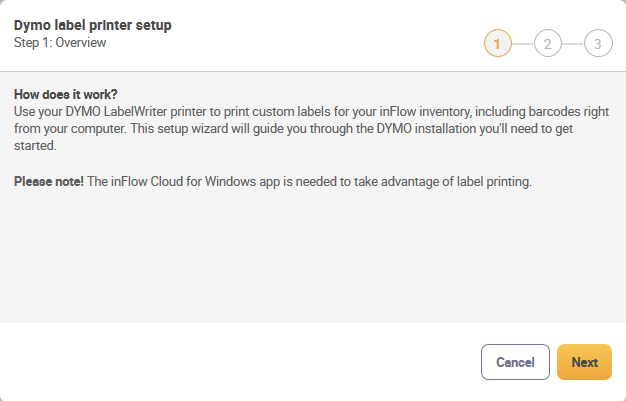 Dymo label printer setup
Step 1: Overview
1
2
3
How does it work?
Use your DYMO LabelWriter printer to print custom labels for your inFlow inventory, including barcodes right
from your computer. This setup wizard will guide you through the DYMO installation you'll need to get
started.
Please note! The inFlow Cloud for Windows app is needed to take advantage of label printing.
Cancel
Next